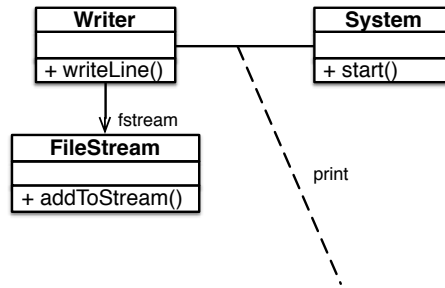 Writer
System
+ writeLine()
+ start()
fstream
FileStream
print
+ addToStream()